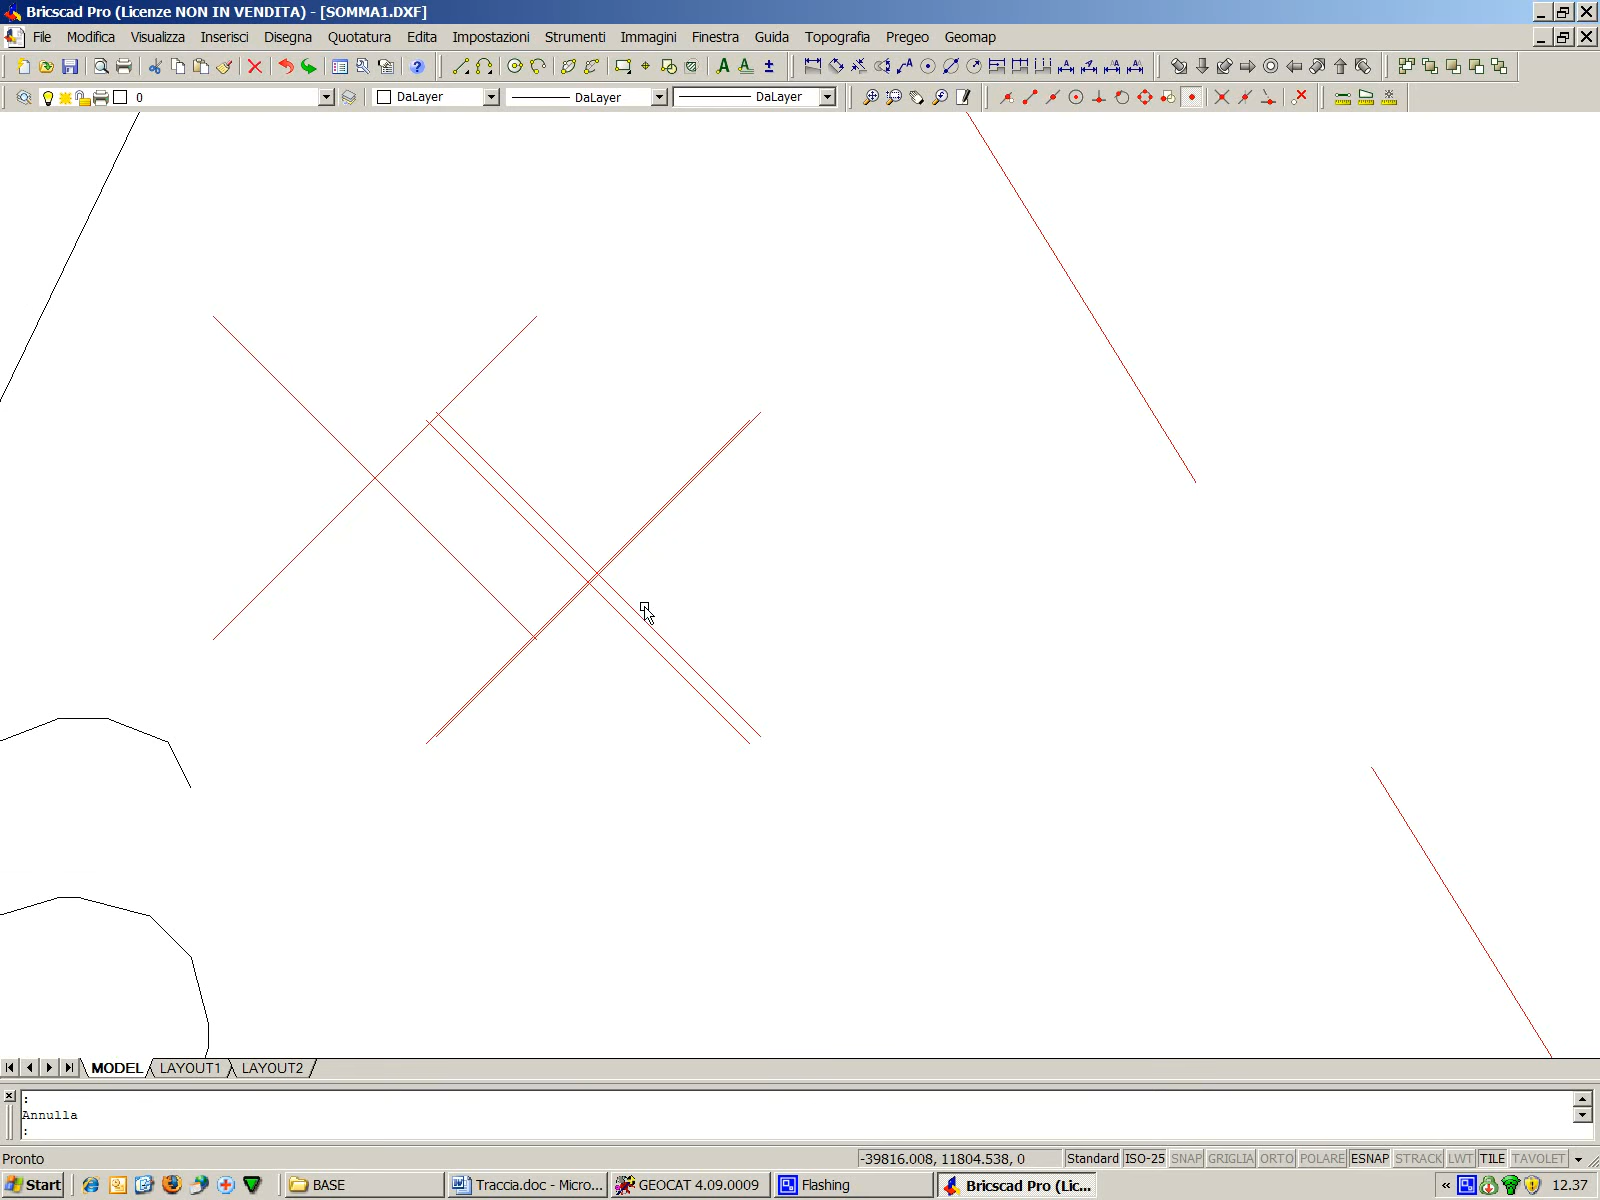 Bricscad Pro (Licenze NON IN VENDITA) - [SOMMA1.DXF]
File Modifica Visualizza Inserisci Disegna Quotatura Edita Impostazioni Strumenti Immagini Finestra Guida Topografia Pregeo Geomap
0 DaLayer DaLayer DaLayer
MODEL LAYOUT1 LAYOUT2
:
Annulla
:
Pronto -39816.008, 11804.538, 0 Standard ISO-25 SNAP GRIGLIA ORTO POLARE ESNAP STRACK LWT TILE TAVOLET
Start BASE Traccia.doc - Micro... GEOCAT 4.09.0009 Flashing Bricscad Pro (Lic... « 12.37